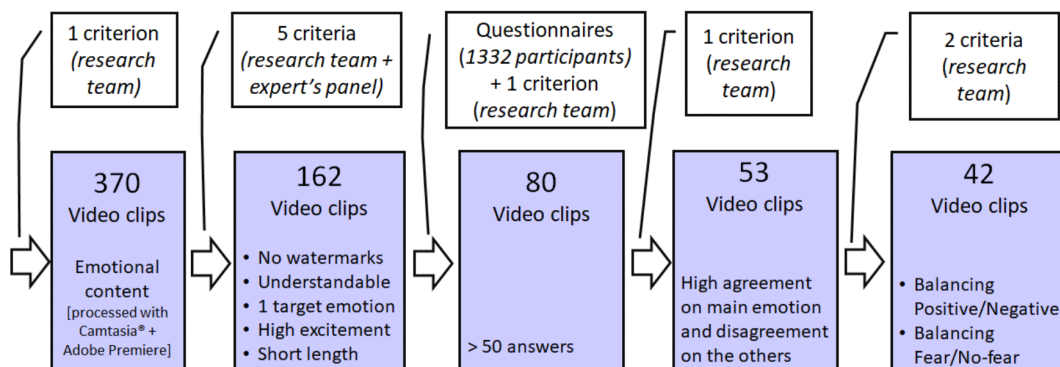 1 criterion
(research
team)
5 criteria
(research team +
expert's panel)
Questionnaires
(1332 participants)
+ 1 criterion
(research team)
1 criterion
(research
team)
2 criteria
(research
team)
370
Video clips
Emotional
content
[processed with
Camtasia® +
Adobe Premiere]
162
Video clips
• No watermarks
• Understandable
• 1 target emotion
• High excitement
• Short length
80
Video clips
> 50 answers
53
Video clips
High agreement
on main emotion
and disagreement
on the others
42
Video clips
• Balancing
Positive/Negative
• Balancing
Fear/No-fear